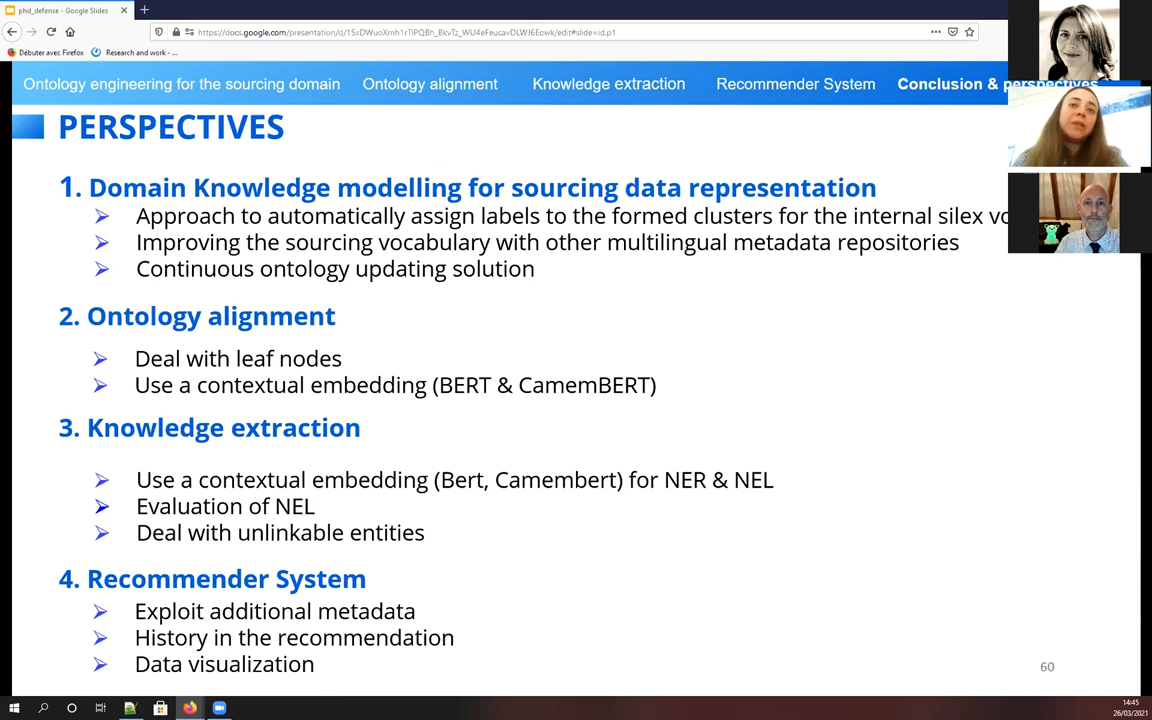 phd_defense - Google Slides
https://docs.google.com/presentation/d/15xDWuoXmh1rTlPQBh_BkvTz_WU4eFeucavDLWJ6Eowk/edit#slide=id.p1
Débuter avec Firefox Research and work - ...
Ontology engineering for the sourcing domain Ontology alignment Knowledge extraction Recommender System Conclusion & perspectives
PERSPECTIVES
1. Domain Knowledge modelling for sourcing data representation
➢ Approach to automatically assign labels to the formed clusters for the internal silex vo
➢ Improving the sourcing vocabulary with other multilingual metadata repositories
➢ Continuous ontology updating solution
2. Ontology alignment
➢ Deal with leaf nodes
➢ Use a contextual embedding (BERT & CamemBERT)
3. Knowledge extraction
➢ Use a contextual embedding (Bert, Camembert) for NER & NEL
➢ Evaluation of NEL
➢ Deal with unlinkable entities
4. Recommender System
➢ Exploit additional metadata
➢ History in the recommendation
➢ Data visualization
60
14:45
26/03/2021